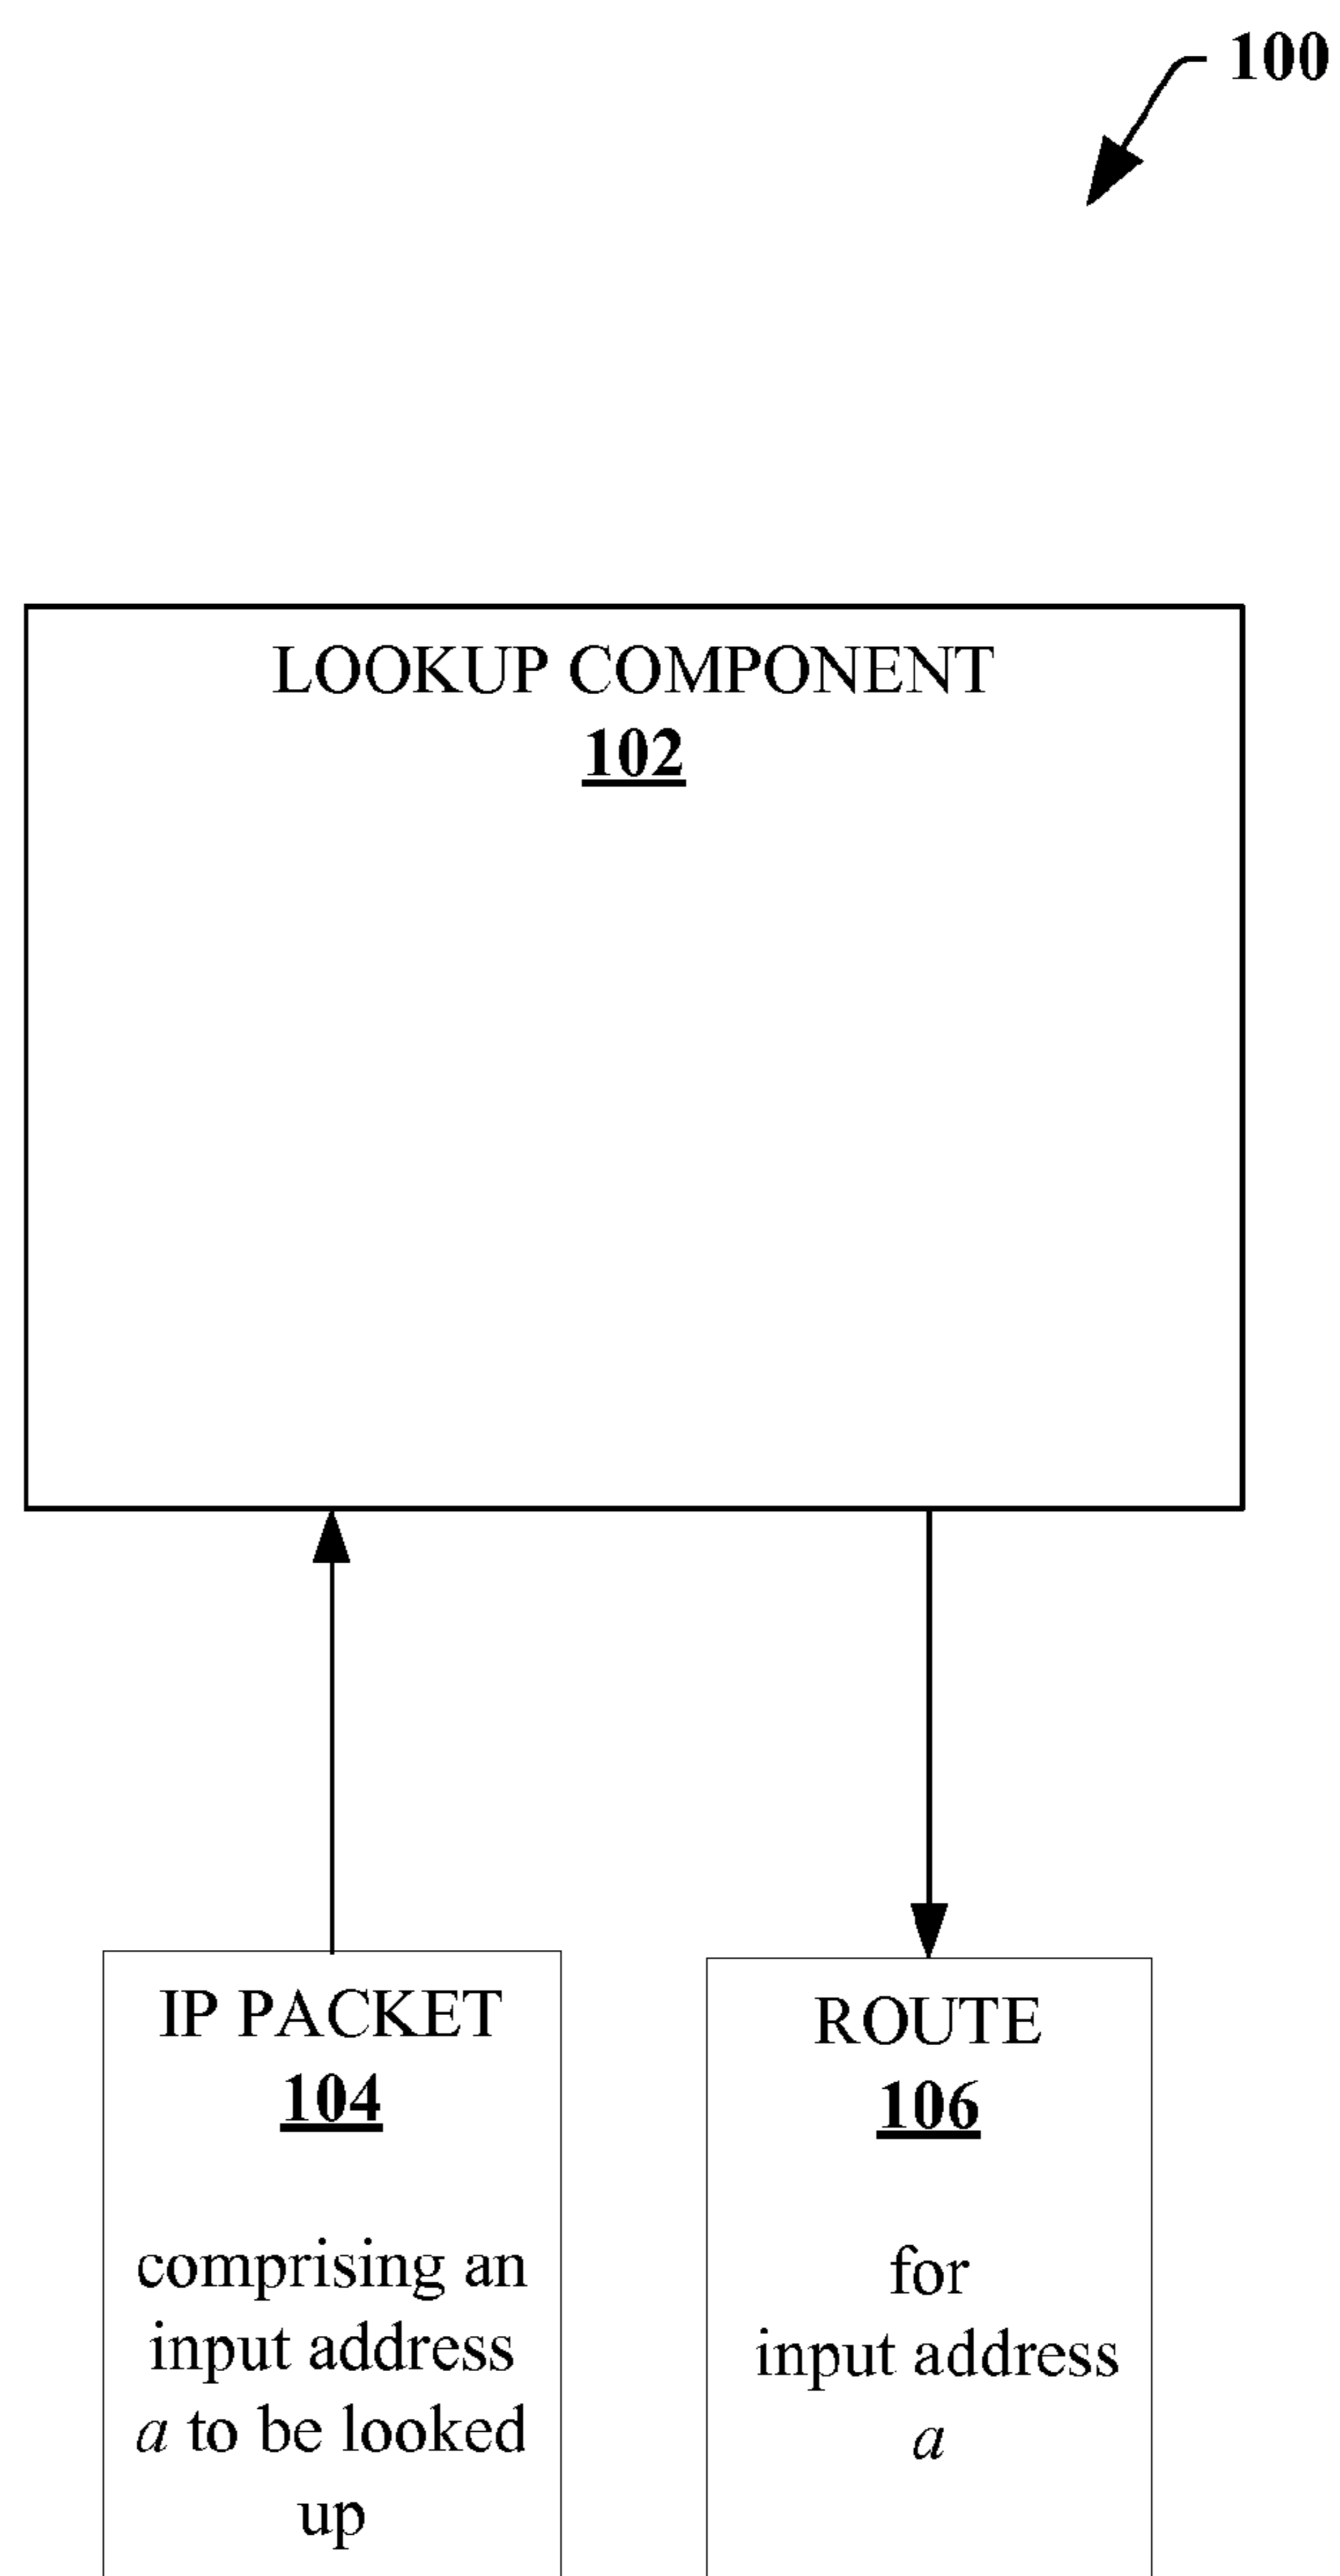 100
LOOKUP COMPONENT
102
IP PACKET
104
comprising an
input address
a to be looked
up
ROUTE
106
for
input address
a